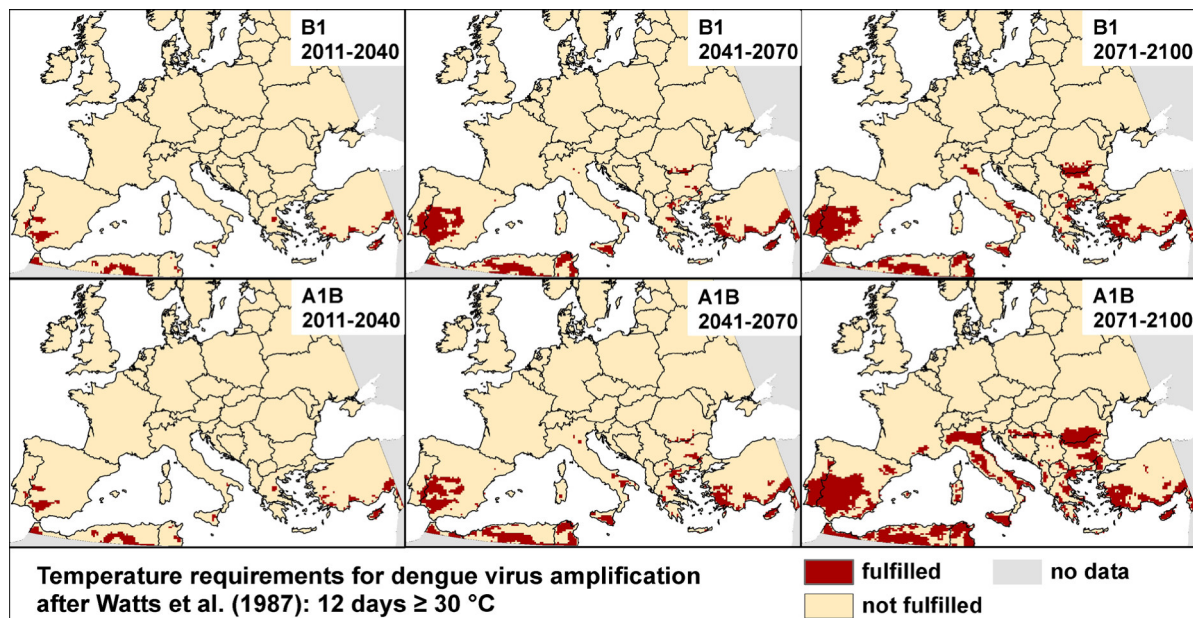 B1
2011-2040
B1
2041-2070
B1
2071-2100
A1B
2011-2040
A1B
2041-2070
A1B
2071-2100
Temperature requirements for dengue virus amplification
after Watts et al. (1987): 12 days ≥ 30 °C
fulfilled
no data
not fulfilled